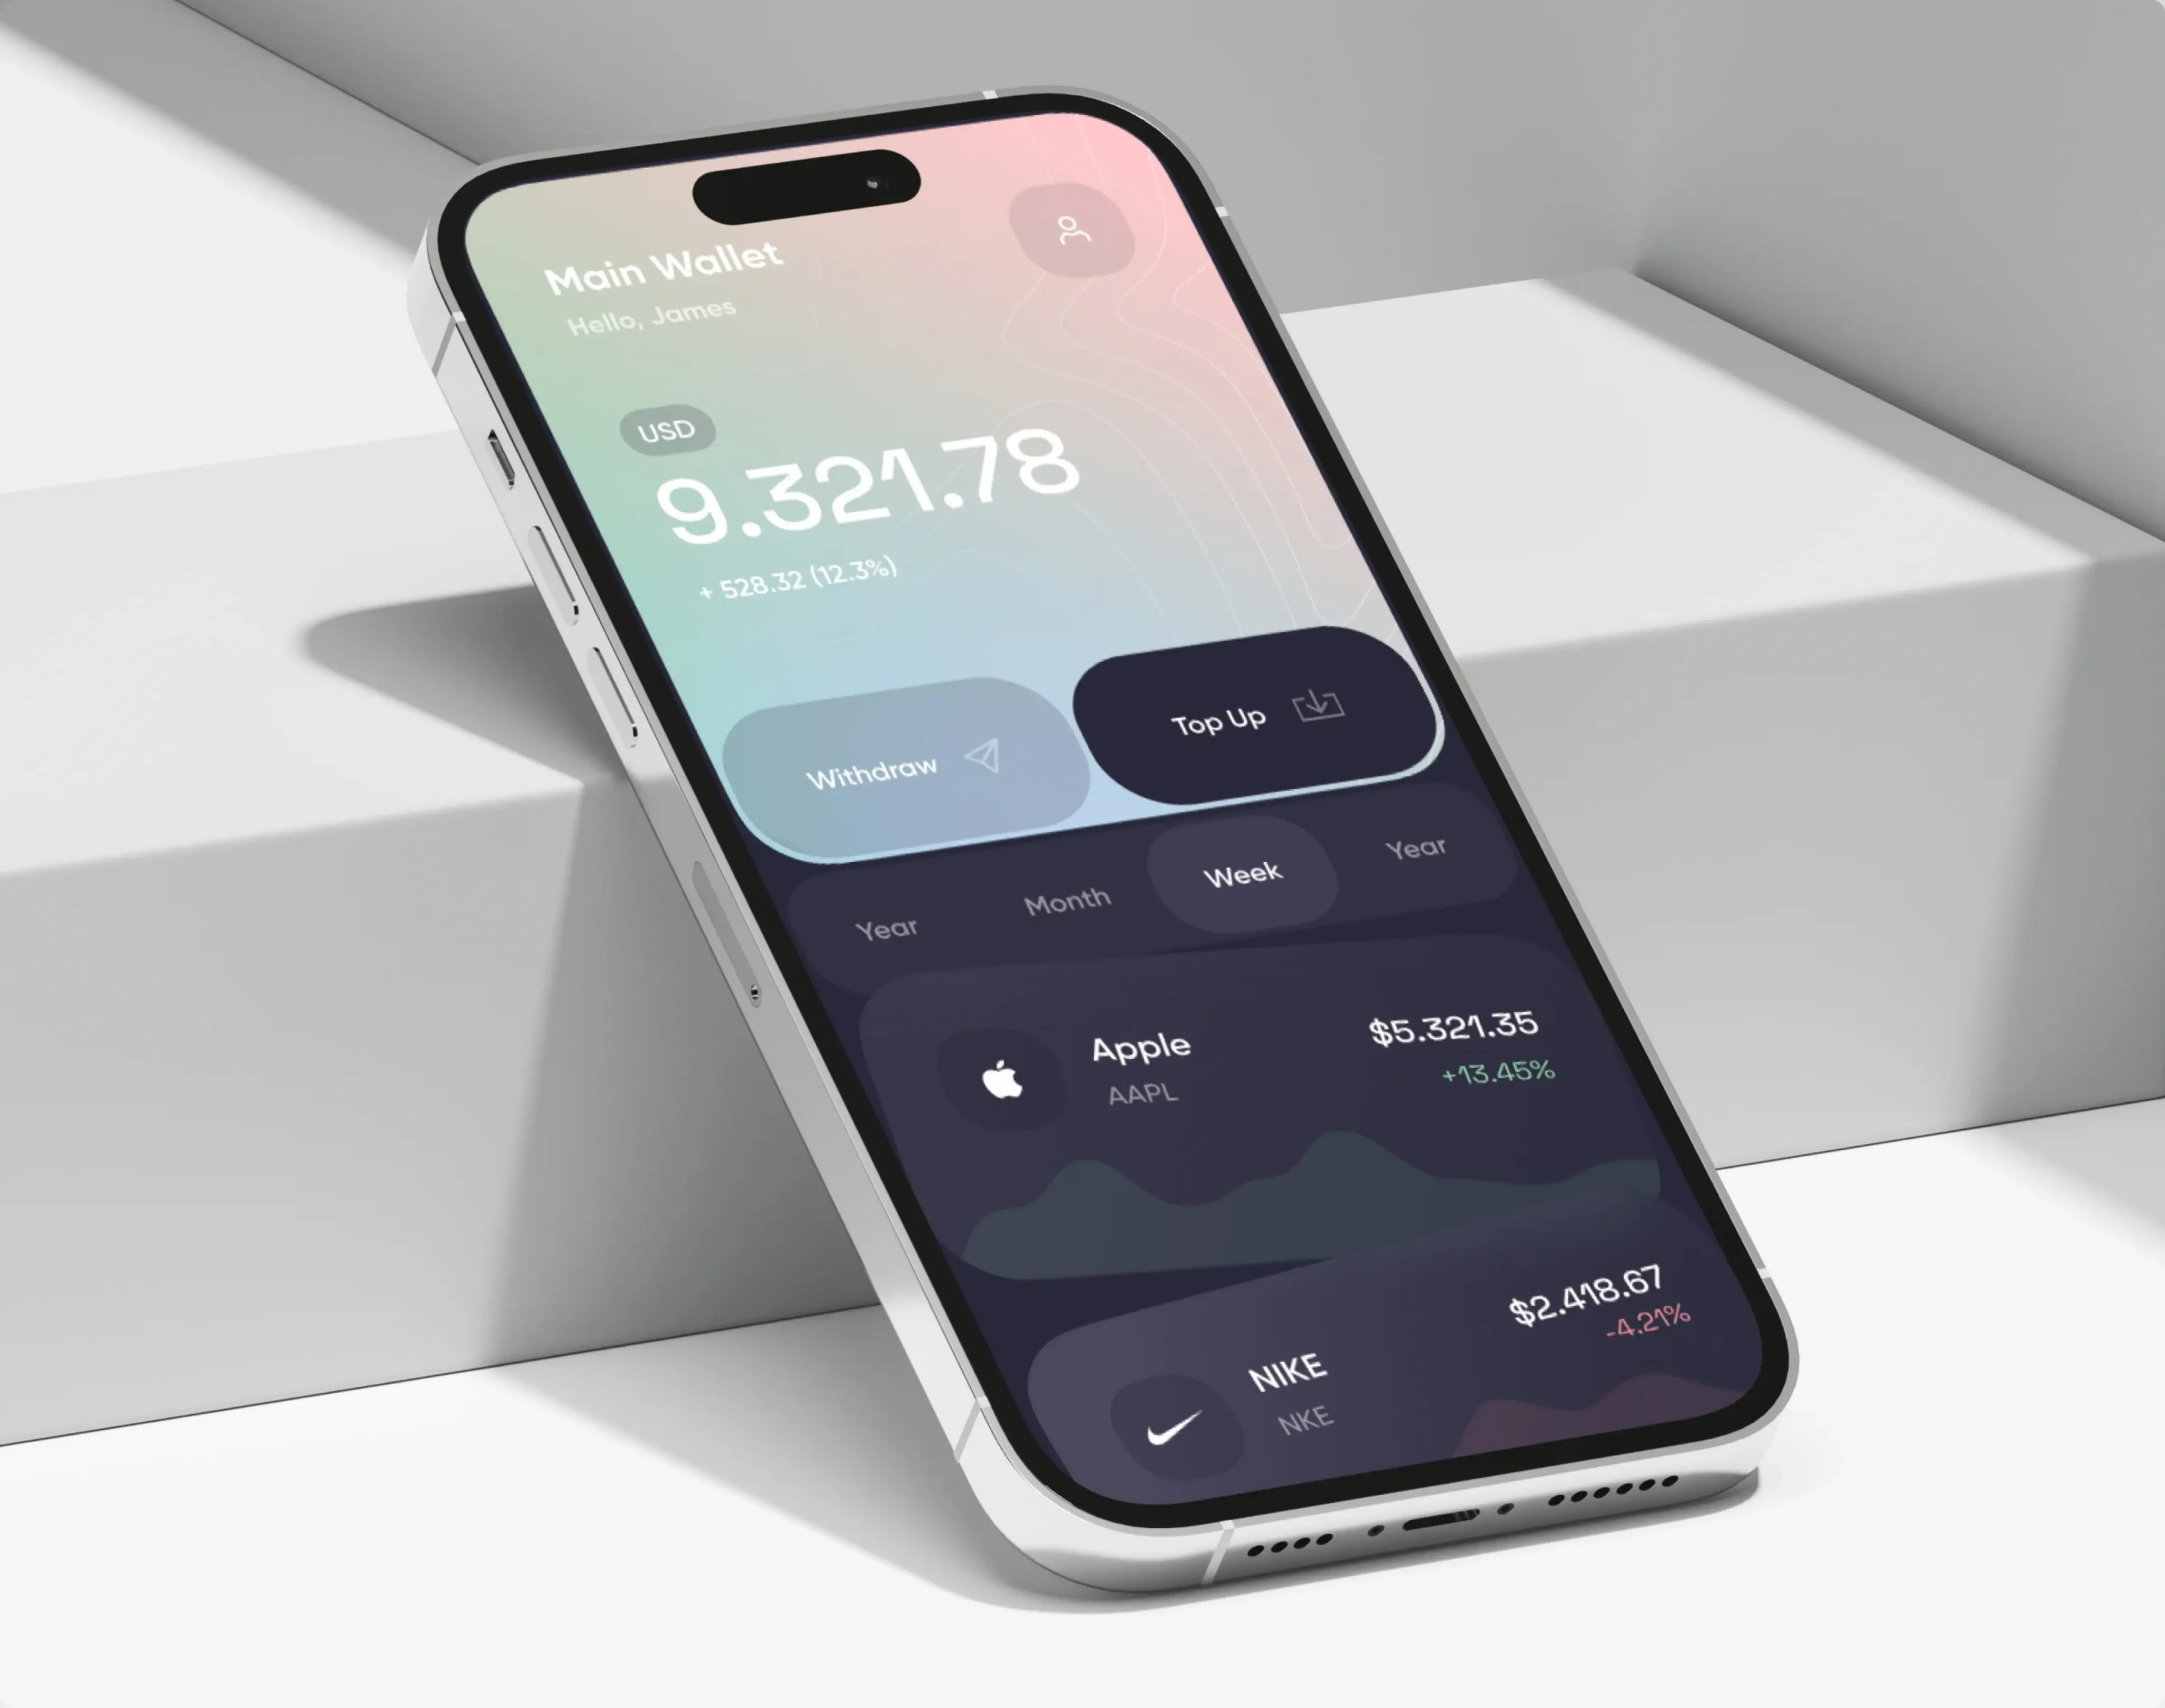 Main Wallet
Hello, James
USD
9.321.78
+ 528.32 (12.3%)
Withdraw
Top Up
Year
Month
Week
Year
Apple
AAPL
$5.321.35
+13.45%
NIKE
NKE
$2.418.67
-4.21%